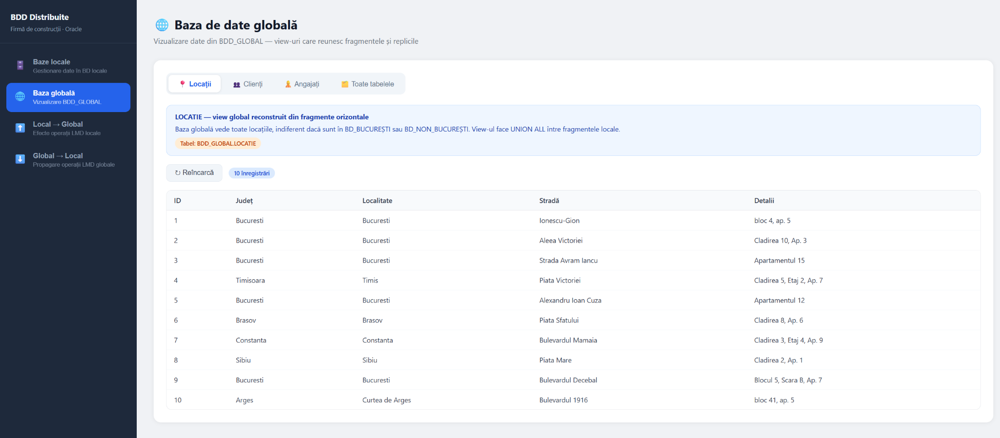 BDD Distribuite
Firmă de construcții · Oracle
Baze locale
Gestionare date în BD locale
Baza globală
Vizualizare BDD_GLOBAL
Local → Global
Efecte operații LMD locale
Global → Local
Propagare operații LMD globale
Baza de date globală
Vizualizare date din BDD_GLOBAL — view-uri care reunesc fragmentele și replicile
Locații Clienți Angajați Toate tabelele
LOCATIE — view global reconstruit din fragmente orizontale
Baza globală vede toate locațiile, indiferent dacă sunt în BD_BUCUREȘTI sau BD_NON_BUCUREȘTI. View-ul face UNION ALL între fragmentele locale.
Tabel: BDD_GLOBAL.LOCATIE
↻ Reîncarcă 10 înregistrări
ID Județ Localitate Stradă Detalii
1 Bucuresti Bucuresti Ionescu-Gion bloc 4, ap. 5
2 Bucuresti Bucuresti Aleea Victoriei Cladirea 10, Ap. 3
3 Bucuresti Bucuresti Strada Avram Iancu Apartamentul 15
4 Timisoara Timis Piata Victoriei Cladirea 5, Etaj 2, Ap. 7
5 Bucuresti Bucuresti Alexandru Ioan Cuza Apartamentul 12
6 Brasov Brasov Piata Sfatului Cladirea 8, Ap. 6
7 Constanta Constanta Bulevardul Mamaia Cladirea 3, Etaj 4, Ap. 9
8 Sibiu Sibiu Piata Mare Cladirea 2, Ap. 1
9 Bucuresti Bucuresti Bulevardul Decebal Blocul 5, Scara B, Ap. 7
10 Arges Curtea de Arges Bulevardul 1916 bloc 41, ap. 5